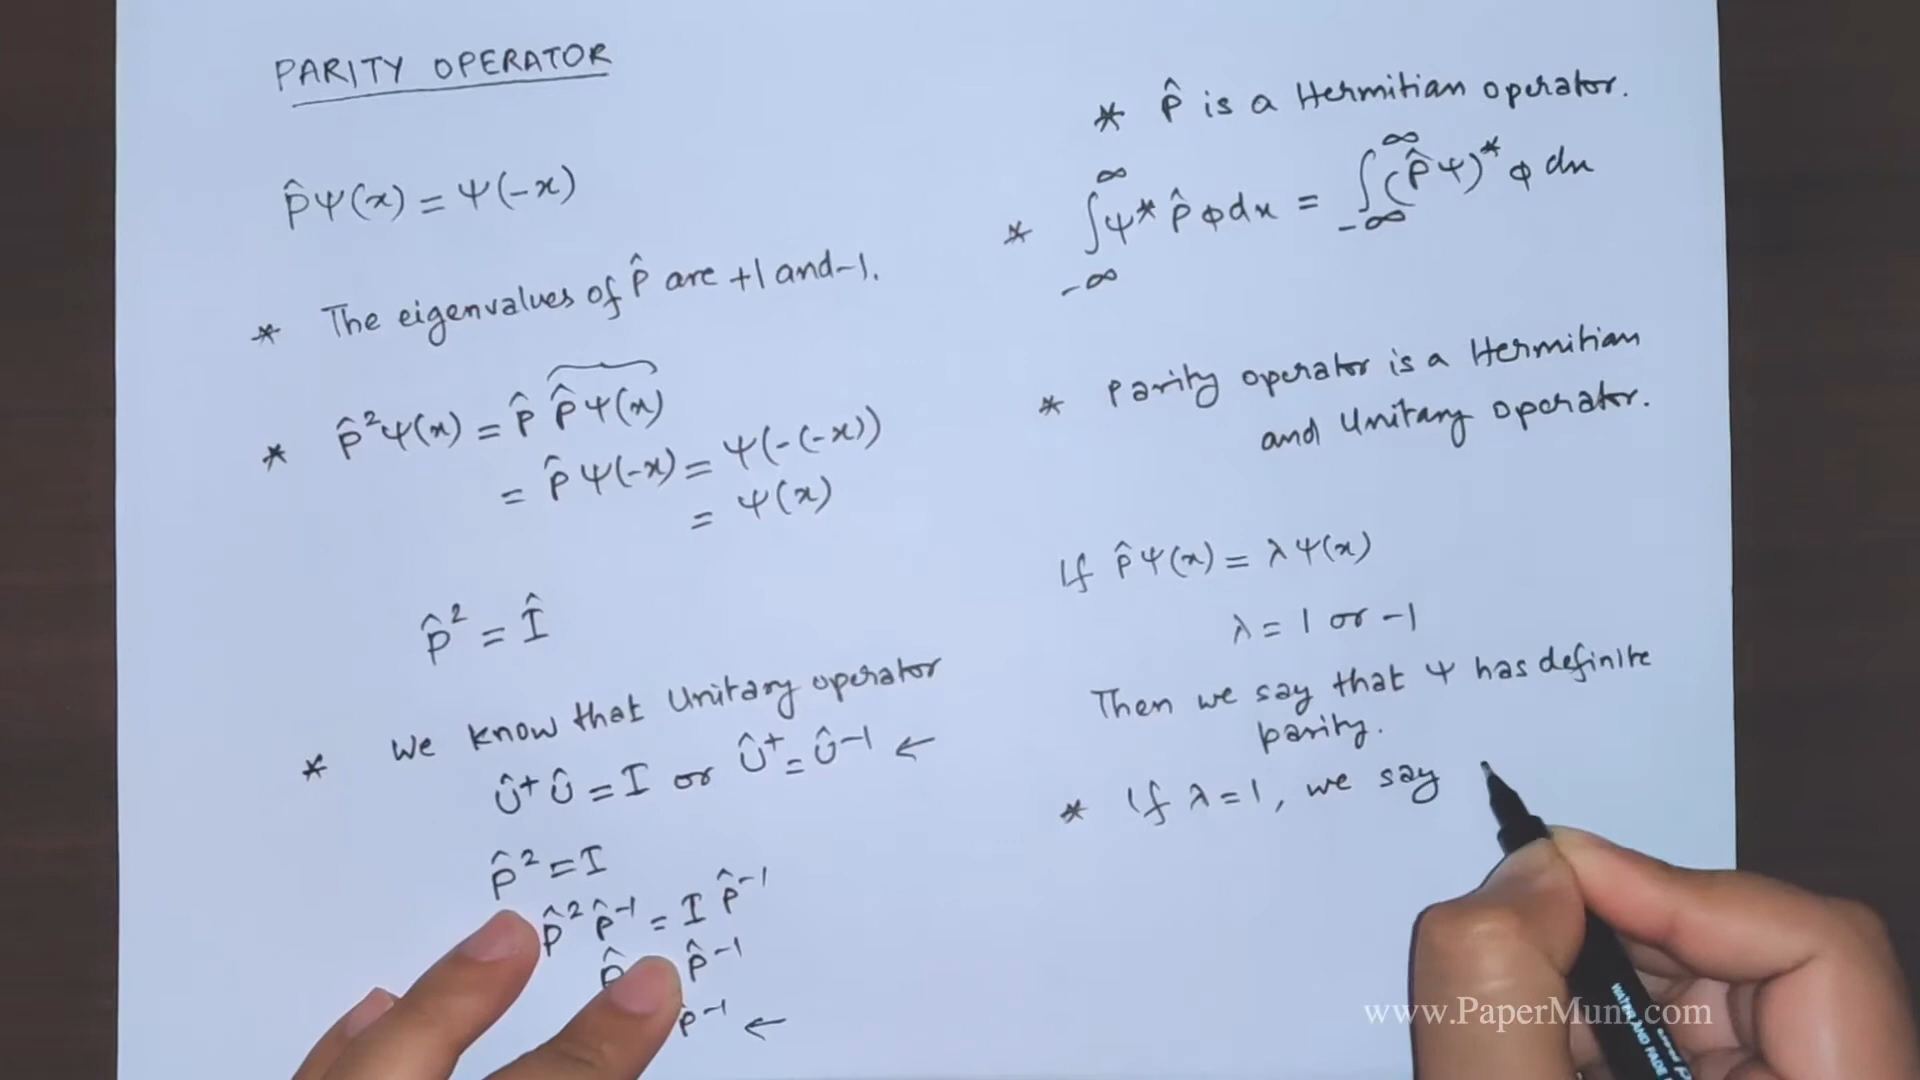 PARITY OPERATOR
P̂Ψ(x) = Ψ(-x)
* The eigenvalues of P̂ are +1 and -1.
* P̂²Ψ(x) = P̂ P̂Ψ(x)
= P̂Ψ(-x) = Ψ(-(-x))
= Ψ(x)
P̂² = Î
* We know that Unitary operator
Û⁺Û = I or Û⁺ = Û⁻¹ ←
P̂² = I
P̂²P̂⁻¹ = I P̂⁻¹
P̂ P̂⁻¹
P⁻¹ ←
* P̂ is a Hermitian operator.
* ∫_{-∞}^{∞} Ψ* P̂ φ dx = ∫_{-∞}^{∞} (P̂Ψ)* φ dx
* Parity operator is a Hermitian
and Unitary operator.
If P̂Ψ(x) = λΨ(x)
λ = 1 or -1
Then we say that Ψ has definite
parity.
* If λ = 1, we say
www.PaperMum.com